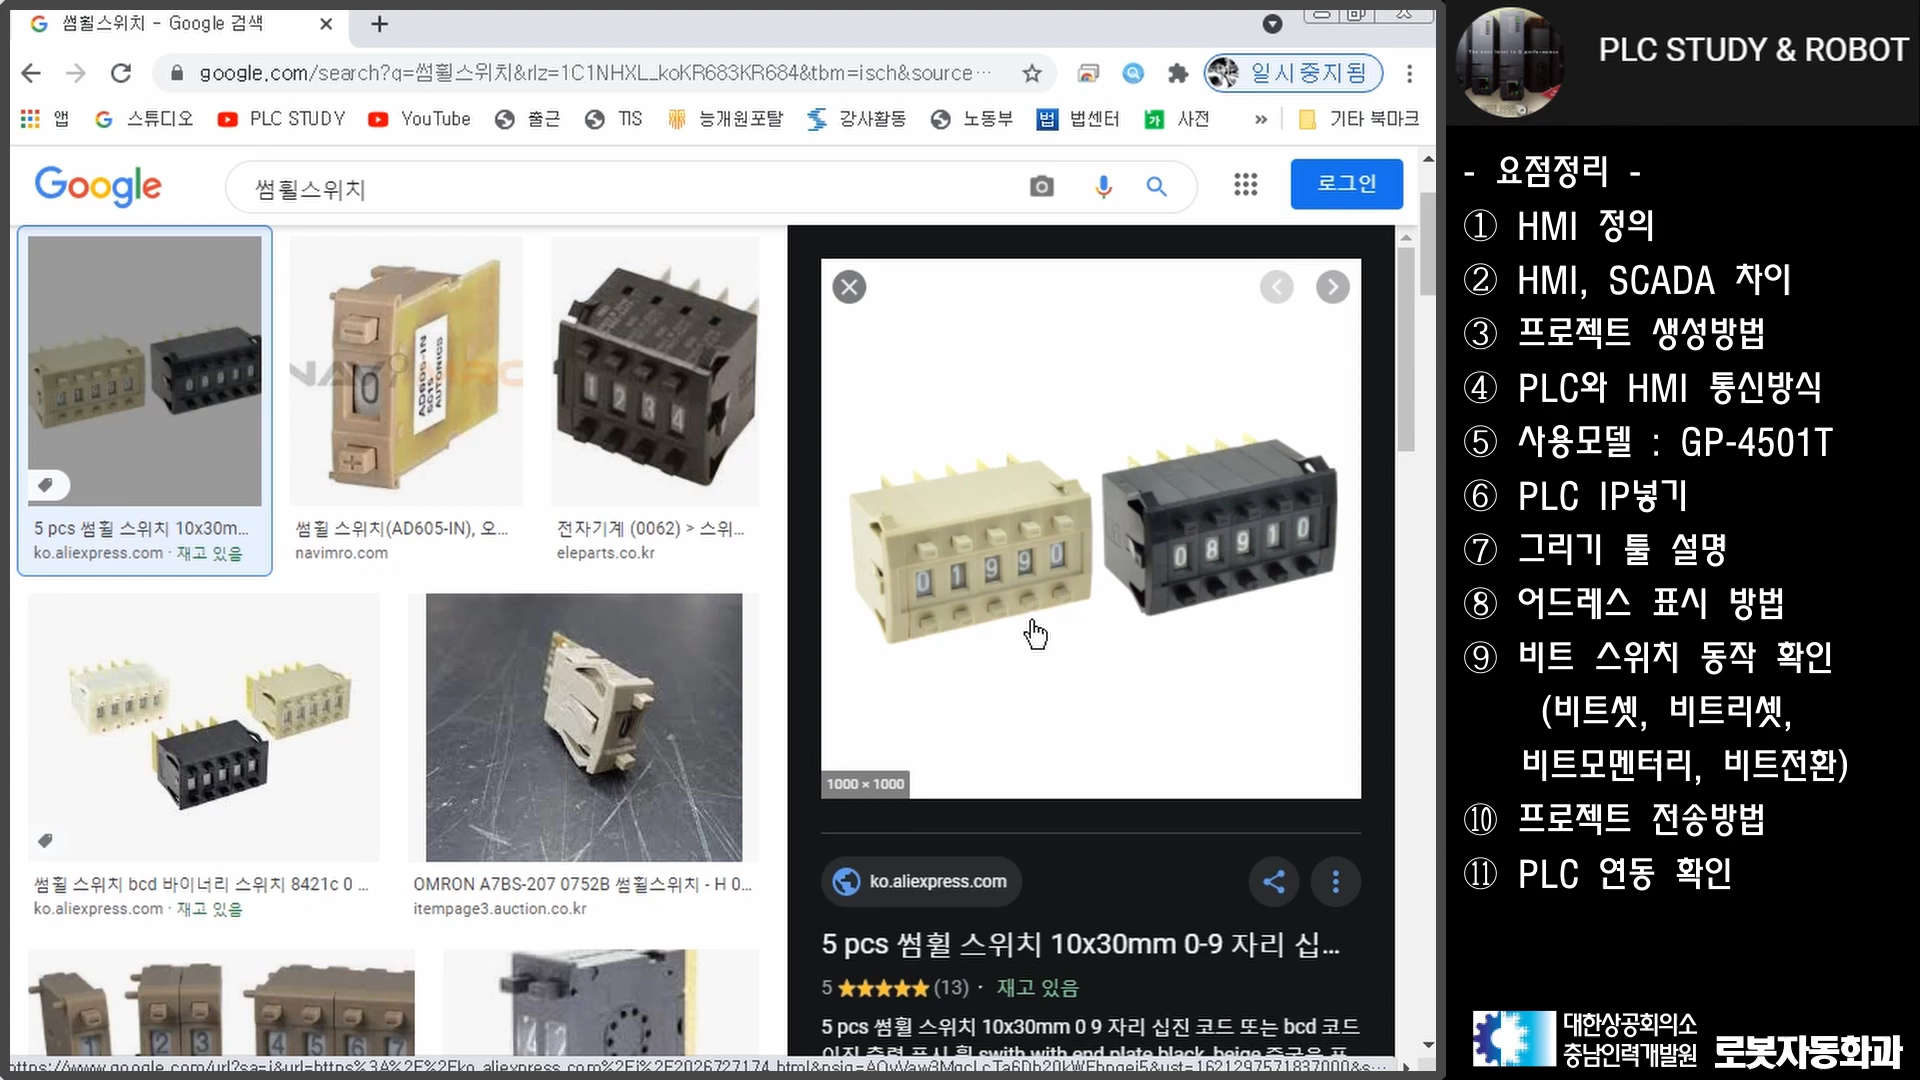 썸휠스위치 - Google 검색
google.com/search?q=썸휠스위치&rlz=1C1NHXL_koKR683KR684&tbm=isch&source···
일시중지됨
앱 스튜디오 PLC STUDY YouTube 출근 TIS 능개원포탈 강사활동 노동부 법센터 사전 » 기타 북마크
Google
썸휠스위치
로그인
5 pcs 썸휠 스위치 10x30m...
ko.aliexpress.com · 재고 있음
썸휠 스위치(AD605-IN), 오...
navimro.com
전자기계 (0062) > 스위...
eleparts.co.kr
썸휠 스위치 bcd 바이너리 스위치 8421c 0 ...
ko.aliexpress.com · 재고 있음
OMRON A7BS-207 0752B 썸휠스위치 - H 0...
itempage3.auction.co.kr
0 1 9 9 0
0 8 9 1 0
1000 × 1000
ko.aliexpress.com
5 pcs 썸휠 스위치 10x30mm 0-9 자리 십...
5 ★★★★★ (13) · 재고 있음
5 pcs 썸휠 스위치 10x30mm 0 9 자리 십진 코드 또는 bcd 코드
PLC STUDY & ROBOT
- 요점정리 -
① HMI 정의
② HMI, SCADA 차이
③ 프로젝트 생성방법
④ PLC와 HMI 통신방식
⑤ 사용모델 : GP-4501T
⑥ PLC IP넣기
⑦ 그리기 툴 설명
⑧ 어드레스 표시 방법
⑨ 비트 스위치 동작 확인
(비트셋, 비트리셋,
비트모멘터리, 비트전환)
⑩ 프로젝트 전송방법
⑪ PLC 연동 확인
대한상공회의소
충남인력개발원
로봇자동화과